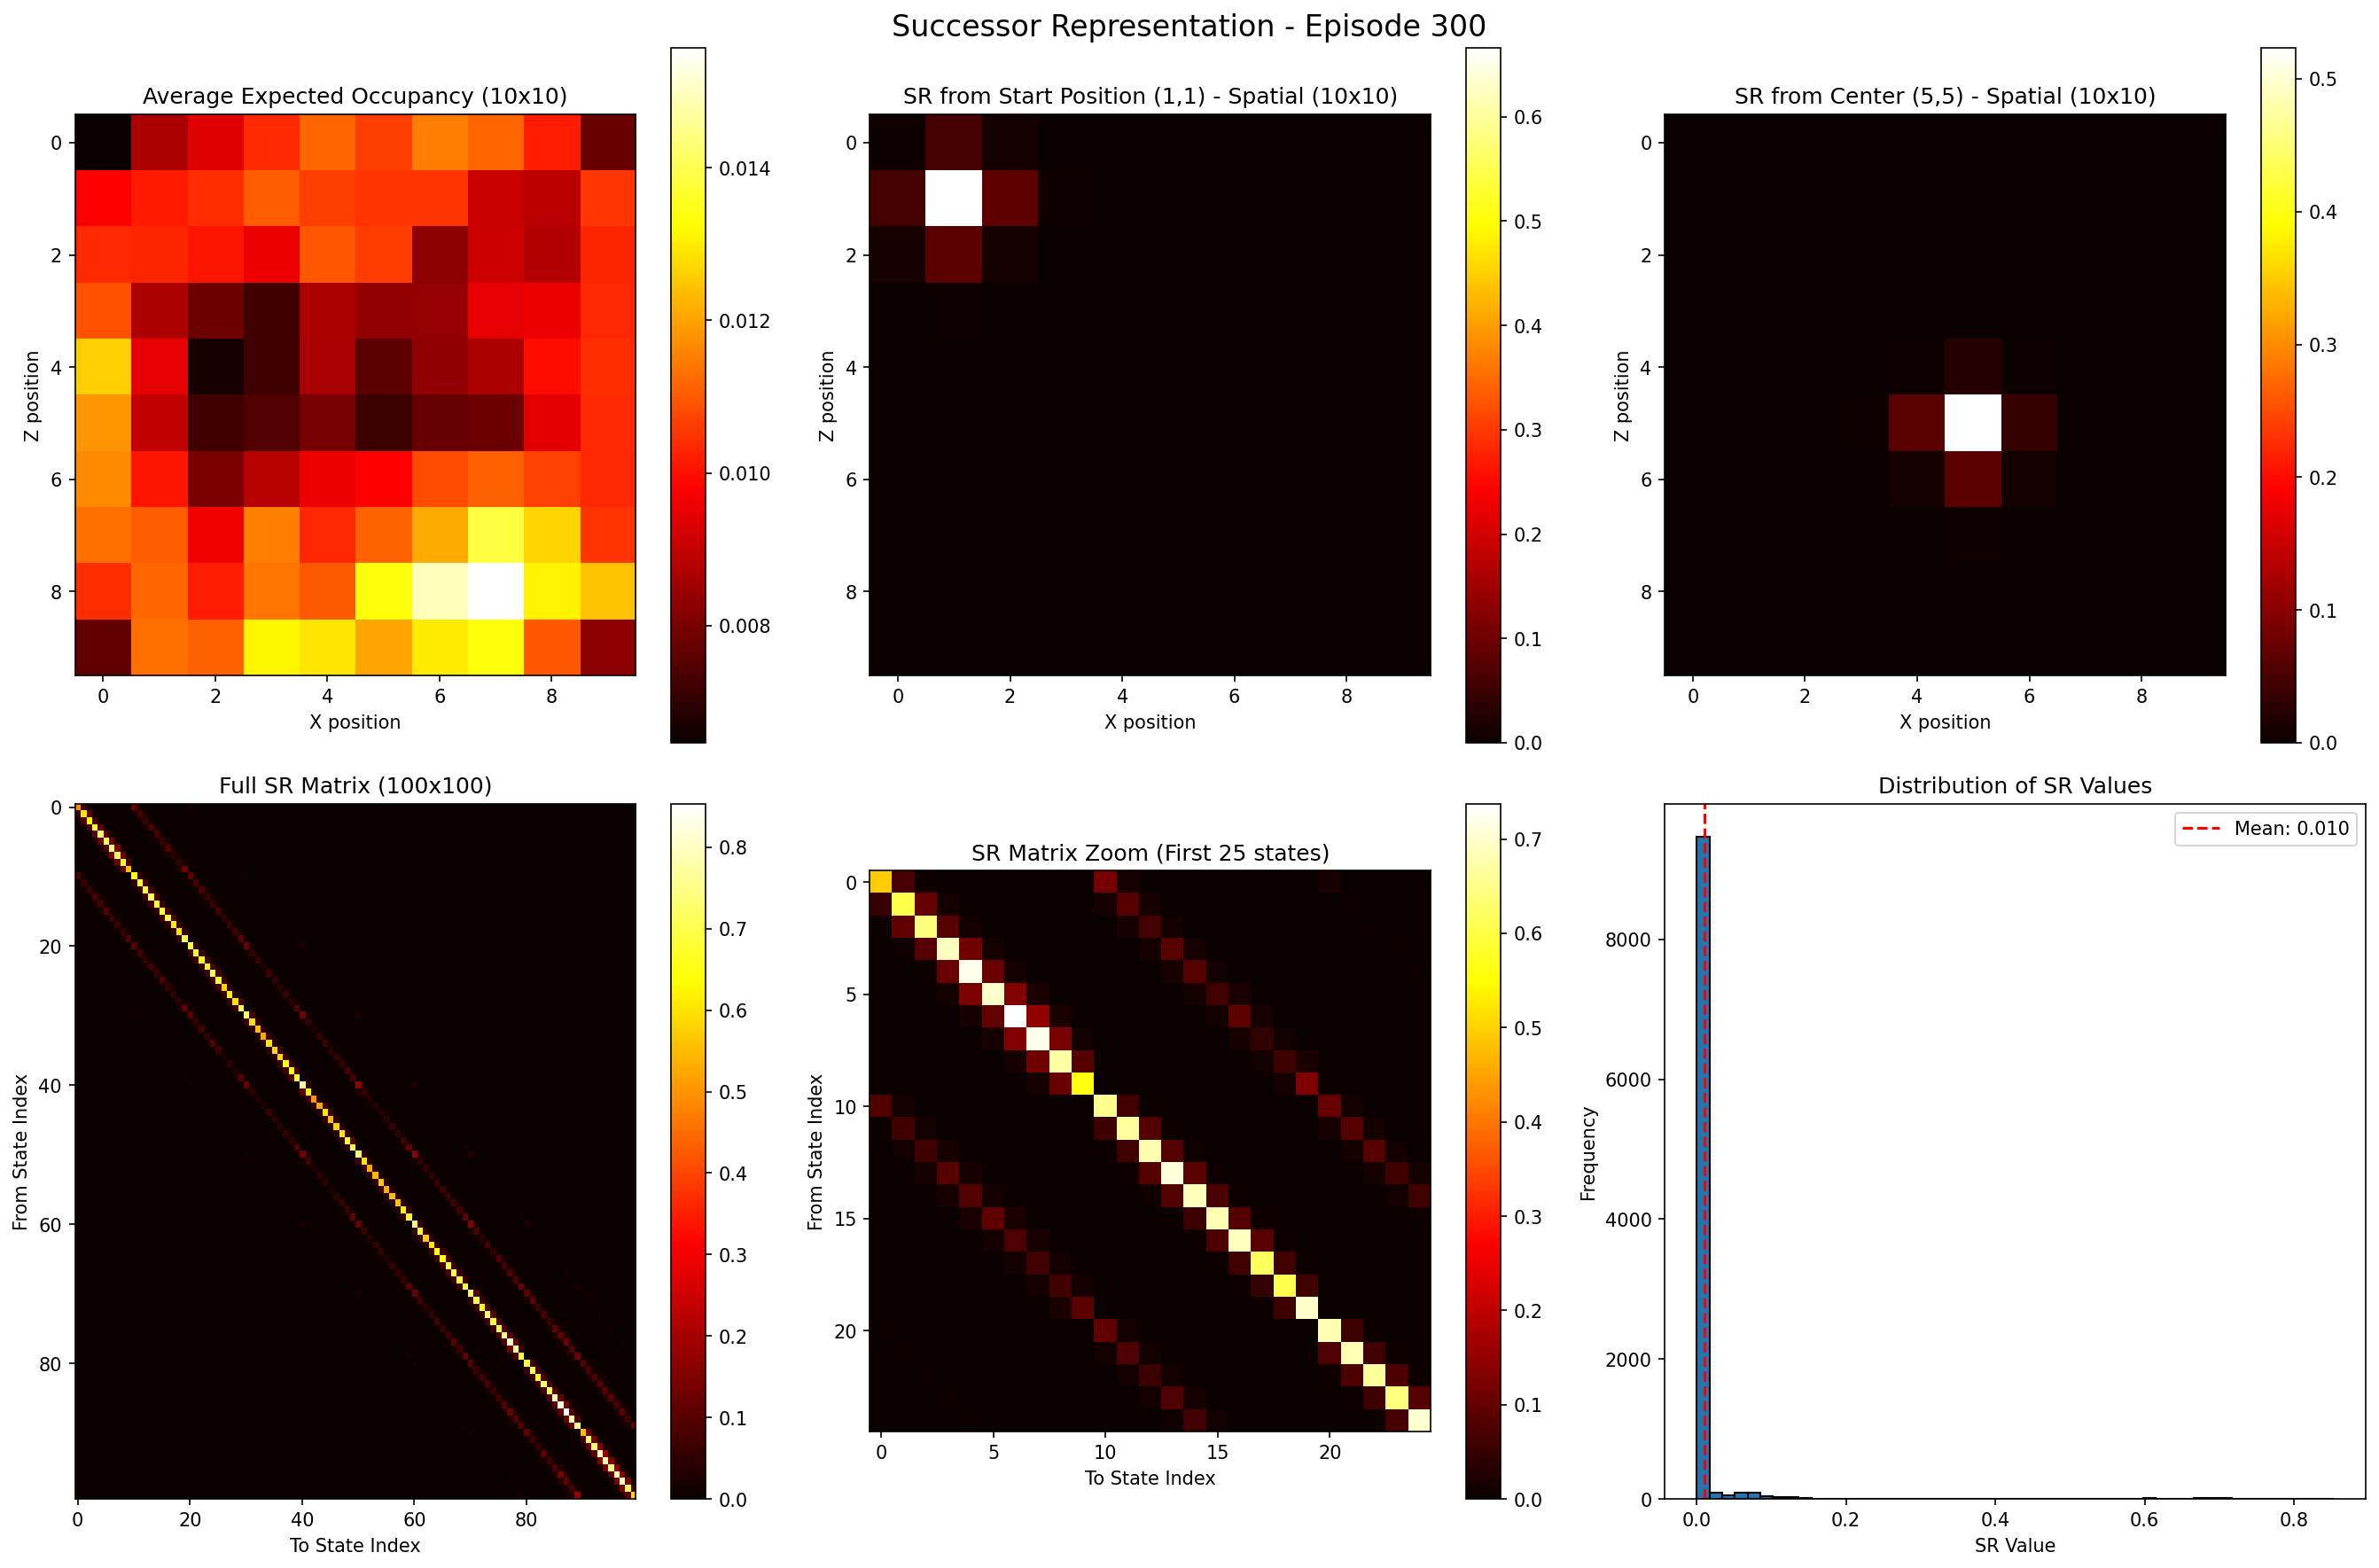 Successor Representation - Episode 300
Average Expected Occupancy (10x10)
0
2
4
6
8
Z position
0 2 4 6 8
X position
0.014
0.012
0.010
0.008
SR from Start Position (1,1) - Spatial (10x10)
0
2
4
6
8
Z position
0 2 4 6 8
X position
0.6
0.5
0.4
0.3
0.2
0.1
0.0
SR from Center (5,5) - Spatial (10x10)
0
2
4
6
8
Z position
0 2 4 6 8
X position
0.5
0.4
0.3
0.2
0.1
0.0
Full SR Matrix (100x100)
0
20
40
60
80
From State Index
0 20 40 60 80
To State Index
0.8
0.7
0.6
0.5
0.4
0.3
0.2
0.1
0.0
SR Matrix Zoom (First 25 states)
0
5
10
15
20
From State Index
0 5 10 15 20
To State Index
0.7
0.6
0.5
0.4
0.3
0.2
0.1
0.0
Distribution of SR Values
Mean: 0.010
8000
6000
4000
2000
0
Frequency
0.0 0.2 0.4 0.6 0.8
SR Value